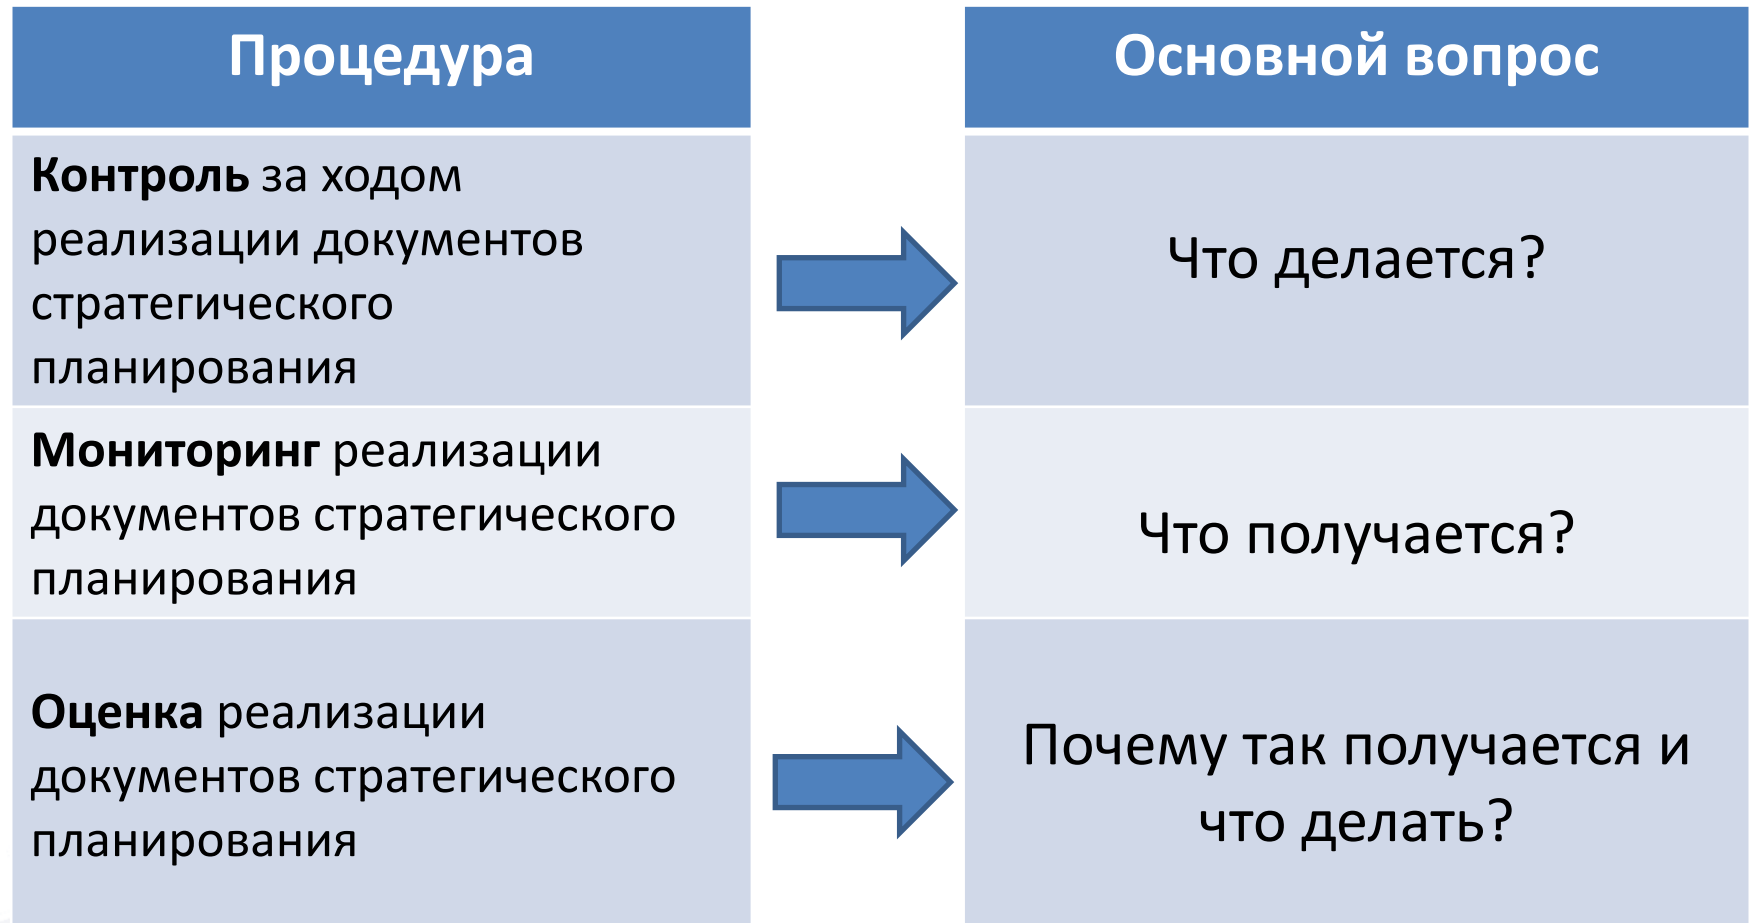 Процедура
Основной вопрос
Контроль за ходом
реализации документов
стратегического
планирования
Что делается?
Мониторинг реализации
документов стратегического
планирования
Что получается?
Оценка реализации
документов стратегического
планирования
Почему так получается и
что делать?